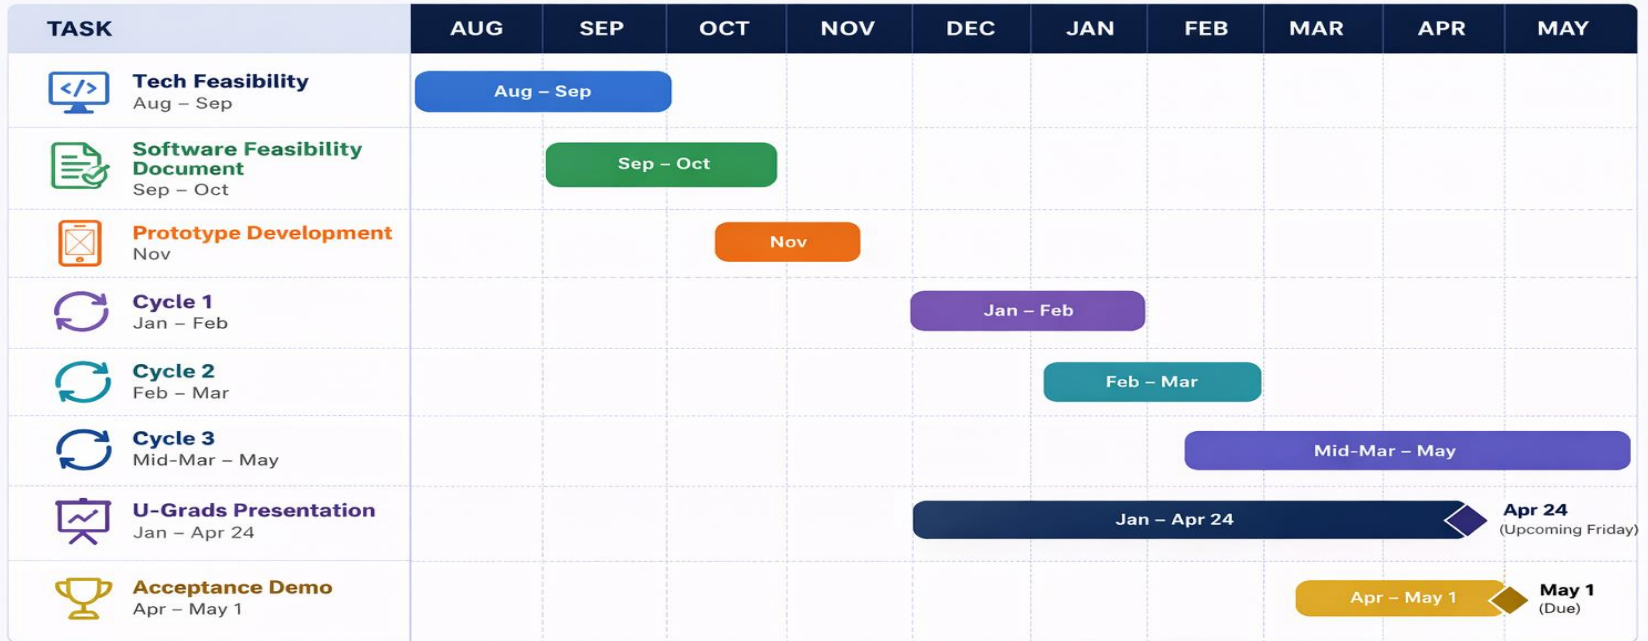 TASK AUG SEP OCT NOV DEC JAN FEB MAR APR MAY
</> Tech Feasibility
Aug – Sep
Aug – Sep
Software Feasibility
Document
Sep – Oct
Sep – Oct
Prototype Development
Nov
Nov
Cycle 1
Jan – Feb
Jan – Feb
Cycle 2
Feb – Mar
Feb – Mar
Cycle 3
Mid-Mar – May
Mid-Mar – May
U-Grads Presentation
Jan – Apr 24
Jan – Apr 24
Apr 24
(Upcoming Friday)
Acceptance Demo
Apr – May 1
Apr – May 1
May 1
(Due)